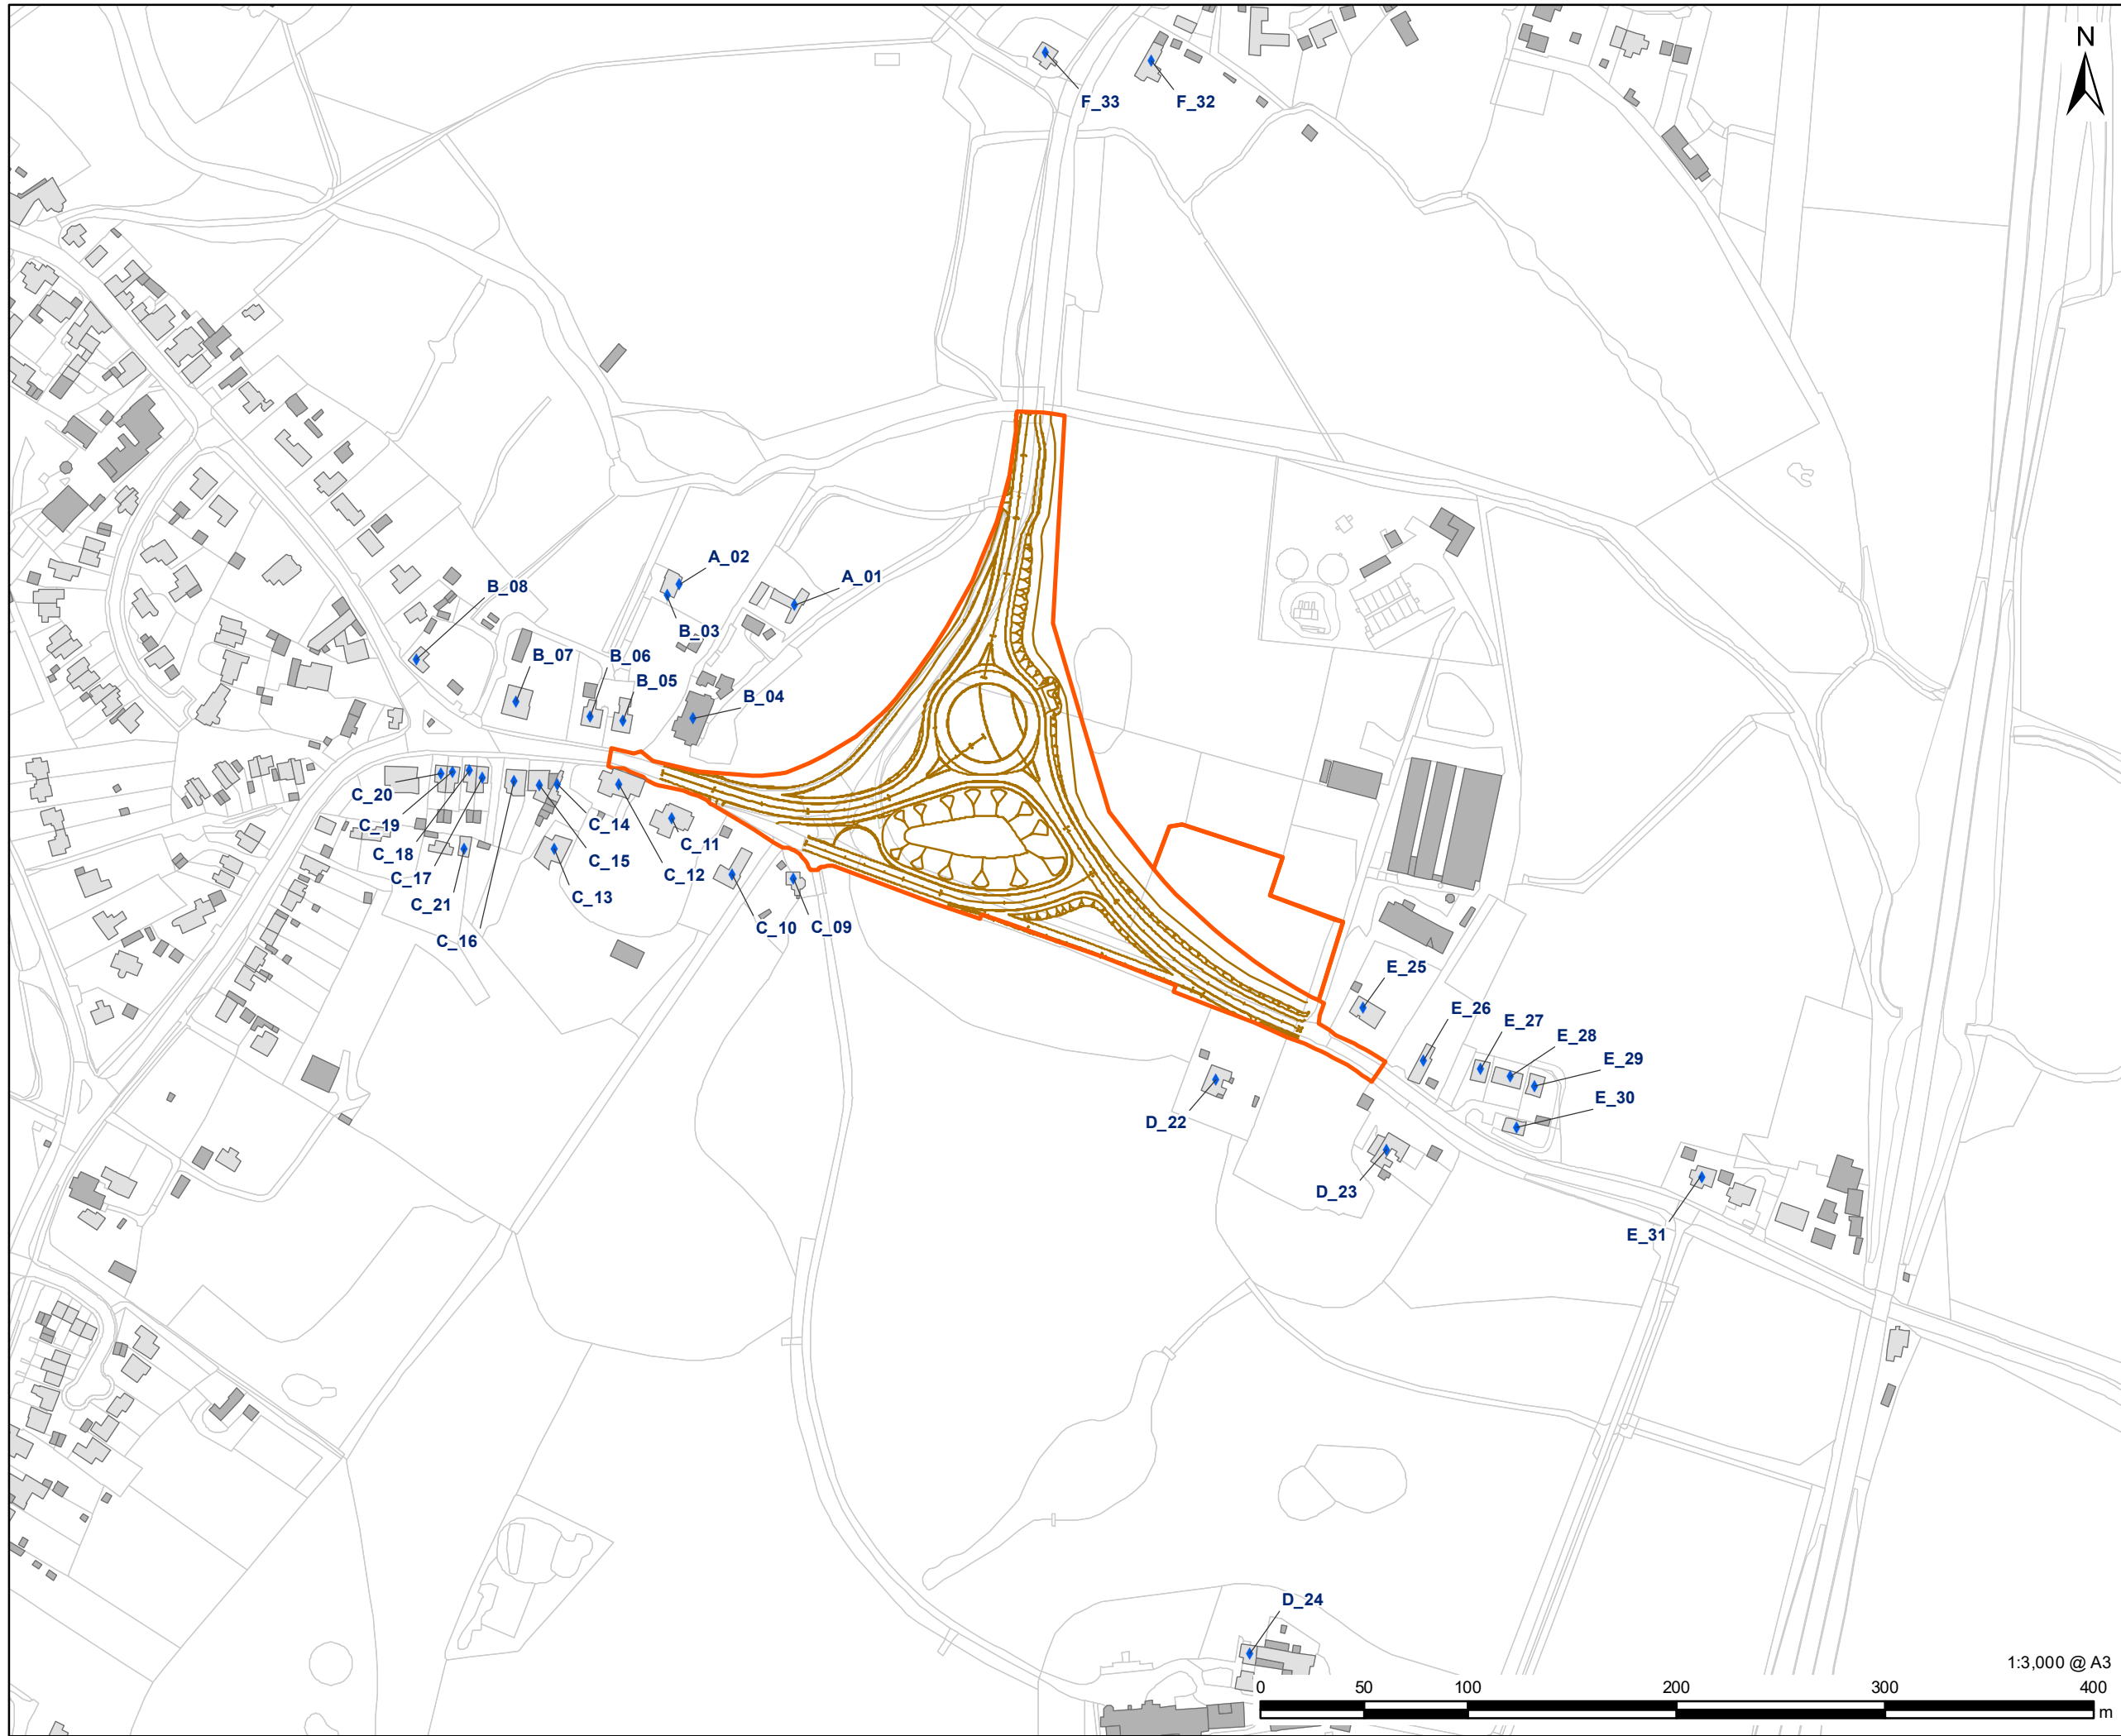 N
F_33
F_32
A_02
A_01
B_08
B_03
B_07
B_06
B_05
B_04
C_20
C_19
C_14
C_11
C_18
C_15
C_12
C_17
C_13
C_21
C_10
C_09
C_16
E_25
E_26
E_27
E_28
E_29
E_30
D_22
D_23
E_31
D_24
1:3,000 @ A3
0 50 100 200 300 400
m